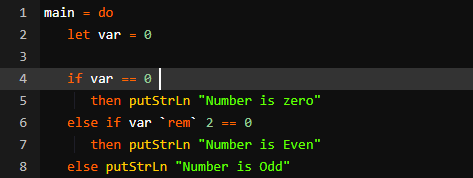 1 main = do
2 let var = 0
3
4 if var == 0
5 then putStrLn "Number is zero"
6 else if var `rem` 2 == 0
7 then putStrLn "Number is Even"
8 else putStrLn "Number is Odd"